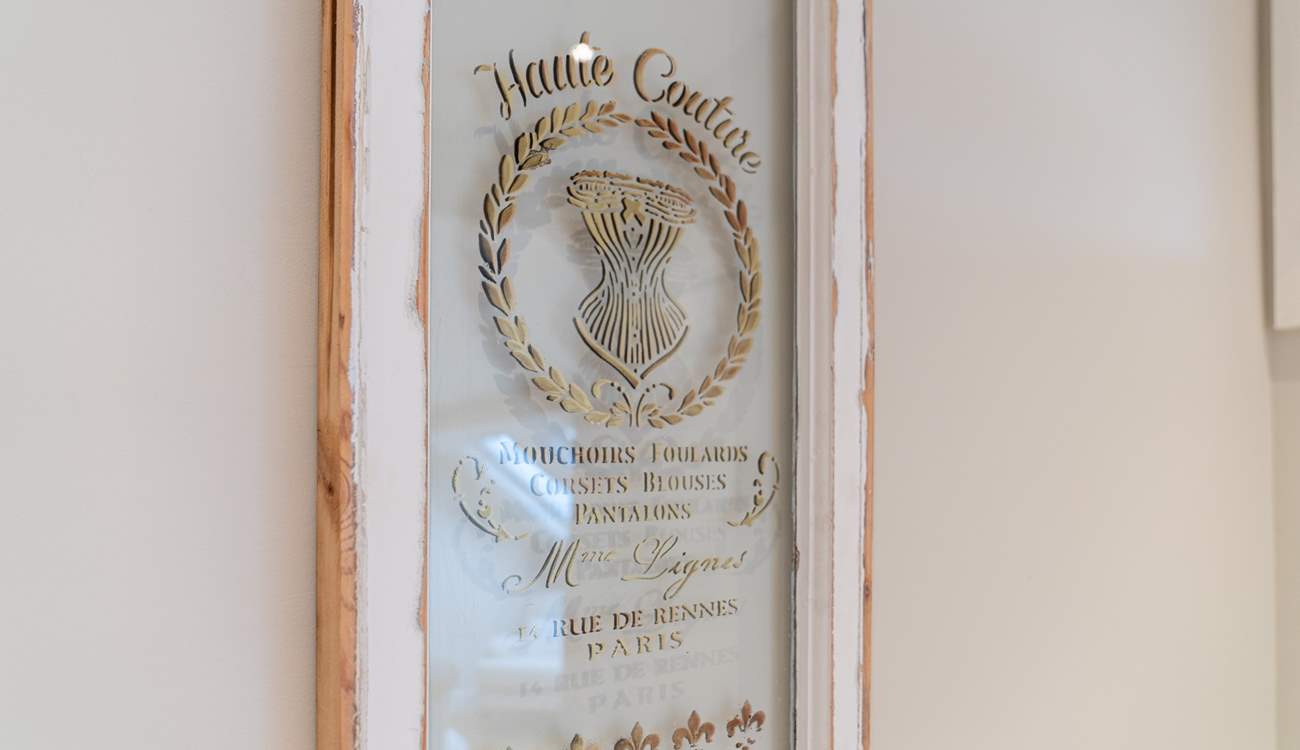 Haute Couture
MOUCHOIRS FOULARDS
CORSETS BLOUSES
PANTALONS
Mme Lignes
14 RUE DE RENNES
PARIS